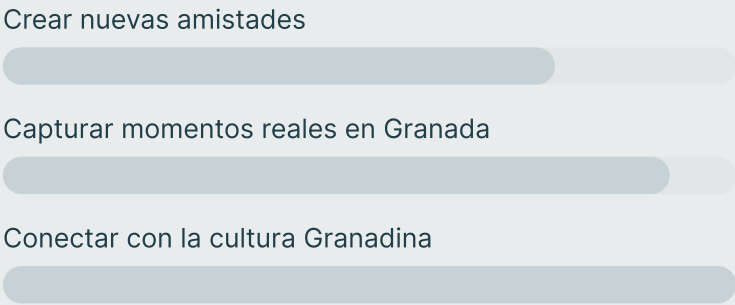 Crear nuevas amistades
Capturar momentos reales en Granada
Conectar con la cultura Granadina